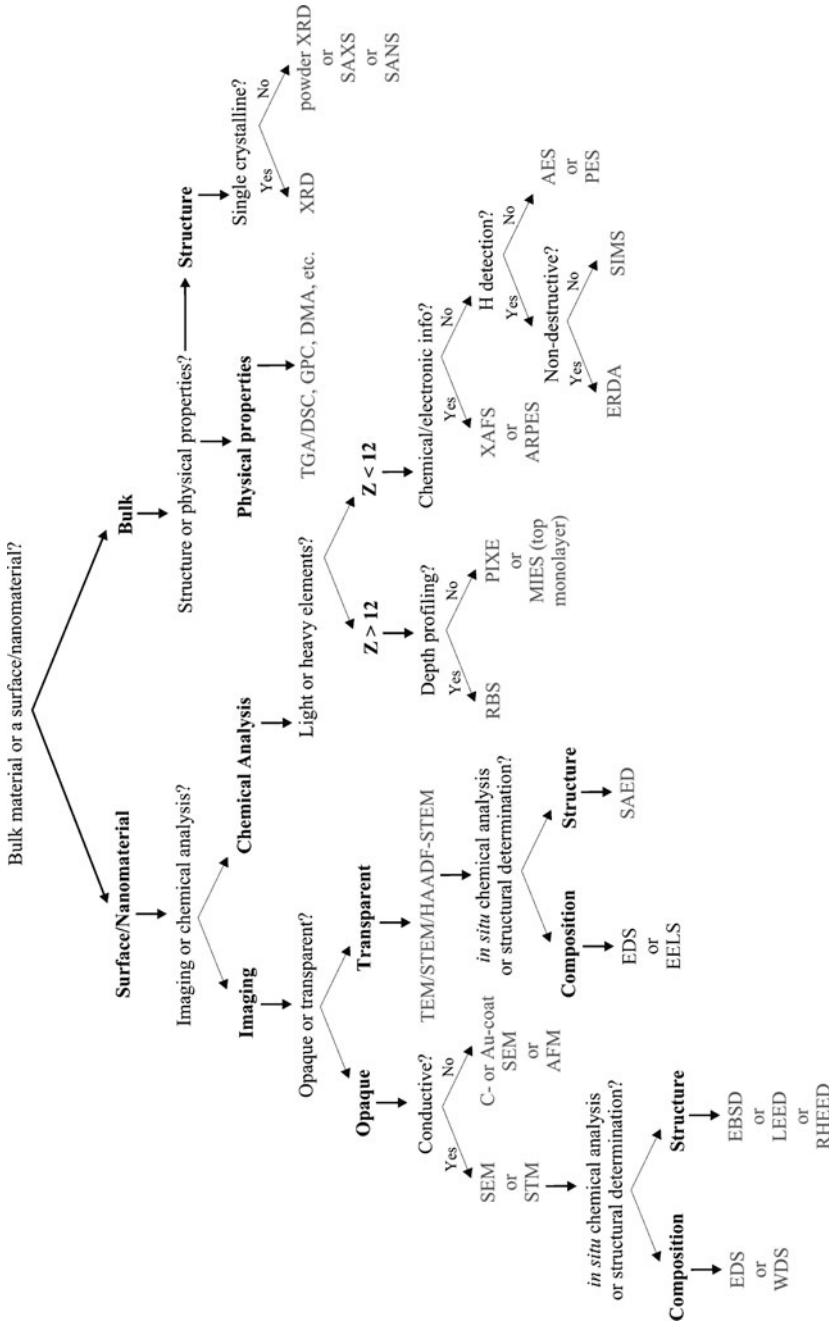 Bulk material or a surface/nanomaterial?
Surface/Nanomaterial
Bulk
Imaging or chemical analysis?
Structure or physical properties?
Imaging
Chemical Analysis
Physical properties
Structure
Opaque or transparent?
Light or heavy elements?
TGA/DSC, GPC, DMA, etc.
Single crystalline?
Yes
No
XRD
powder XRD
or
SAXS
or
SANS
Opaque
Transparent
Z > 12
Z < 12
Conductive?
TEM/STEM/HAADF-STEM
Depth profiling?
Chemical/electronic info?
Yes
No
Yes
No
Yes
No
SEM
or
STM
C- or Au-coat
SEM
or
AFM
in situ chemical analysis
or structural determination?
RBS
PIXE
or
MIES (top
monolayer)
XAFS
or
ARPES
H detection?
Yes
No
Composition
Structure
Non-destructive?
AES
or
PES
EDS
or
EELS
SAED
Yes
No
ERDA
SIMS
in situ chemical analysis
or structural determination?
Composition
Structure
EDS
or
WDS
EBSD
or
LEED
or
RHEED